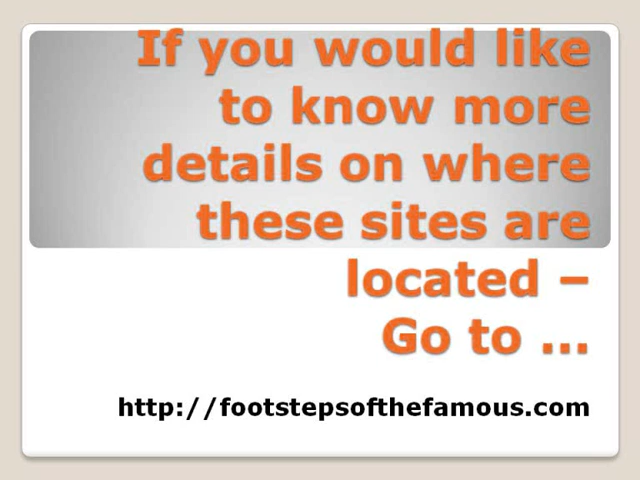 If you would like
to know more
details on where
these sites are
located –
Go to ...
http://footstepsofthefamous.com